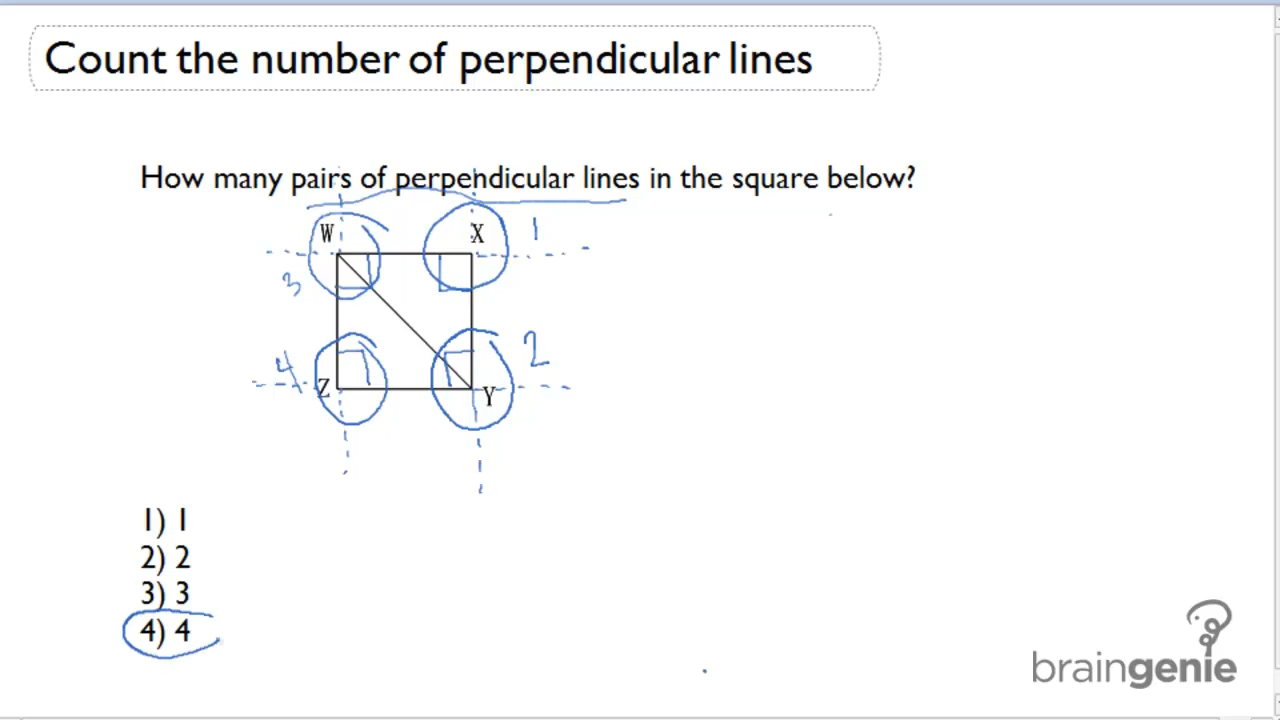 Count the number of perpendicular lines
How many pairs of perpendicular lines in the square below?
W X 1
3
4 2
Z Y
1) 1
2) 2
3) 3
4) 4
braingenie